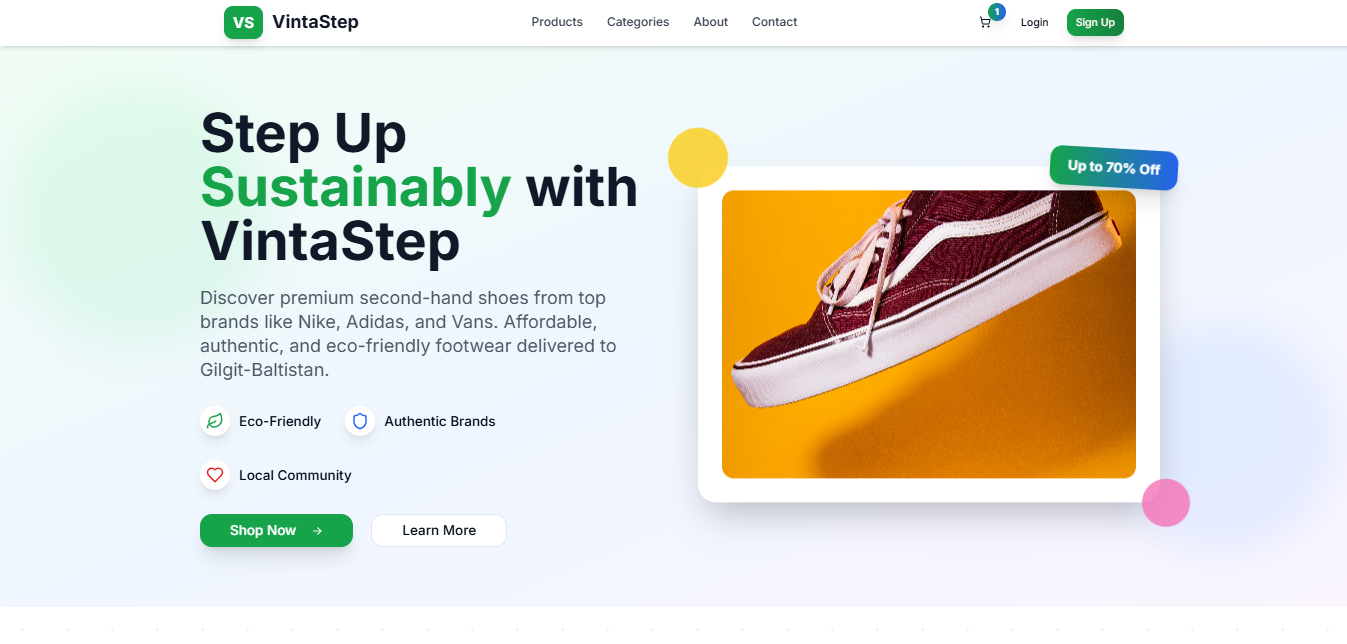 VS VintaStep
Products Categories About Contact
1
Login
Sign Up
Step Up
Sustainably with
VintaStep
Discover premium second-hand shoes from top
brands like Nike, Adidas, and Vans. Affordable,
authentic, and eco-friendly footwear delivered to
Gilgit-Baltistan.
Eco-Friendly Authentic Brands
Local Community
Shop Now → Learn More
Up to 70% Off